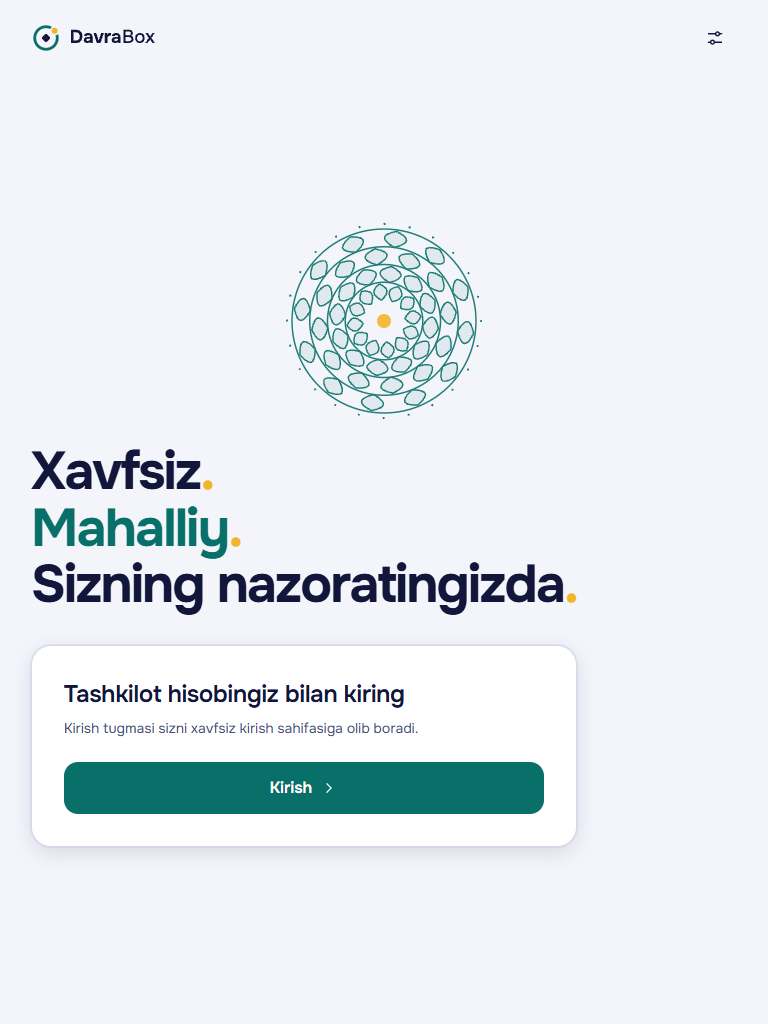 DavraBox
Xavfsiz.
Mahalliy.
Sizning nazoratingizda.
Tashkilot hisobingiz bilan kiring
Kirish tugmasi sizni xavfsiz kirish sahifasiga olib boradi.
Kirish